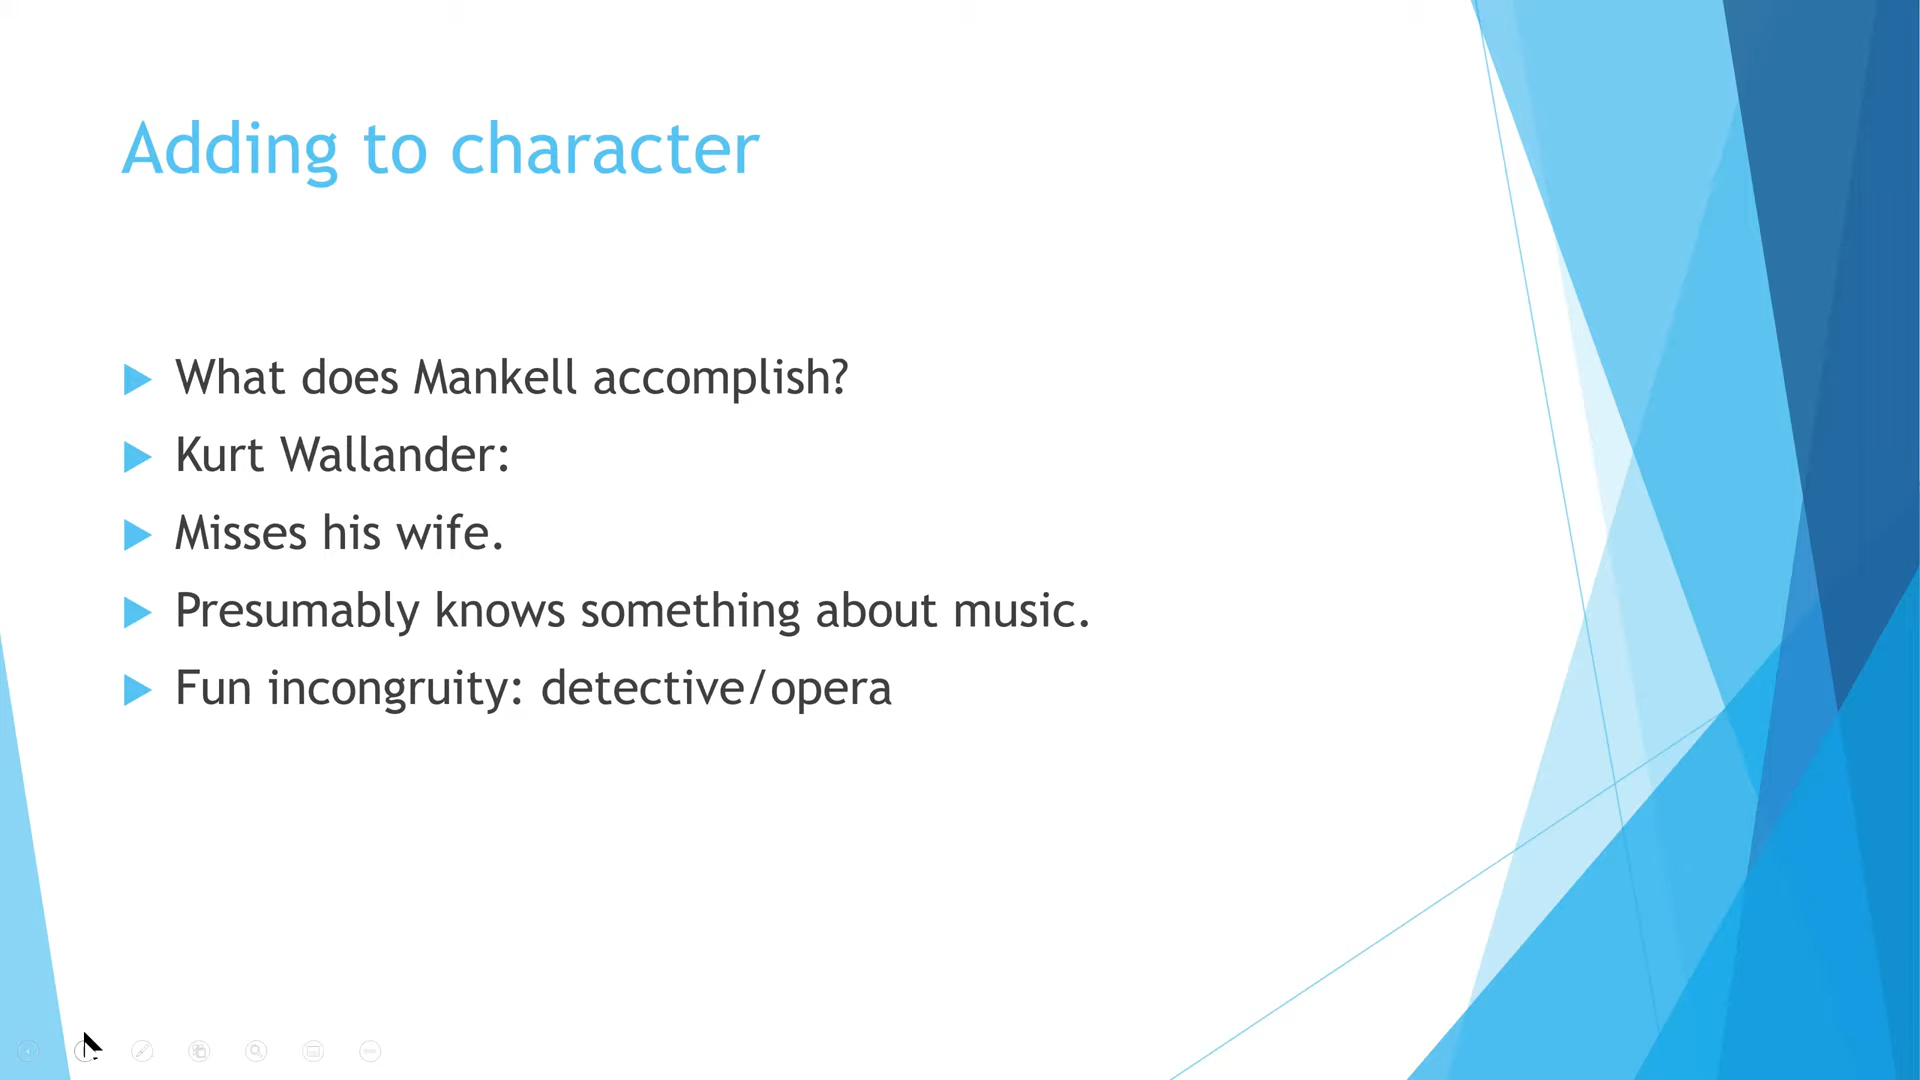 Adding to character
What does Mankell accomplish?
Kurt Wallander:
Misses his wife.
Presumably knows something about music.
Fun incongruity: detective/opera